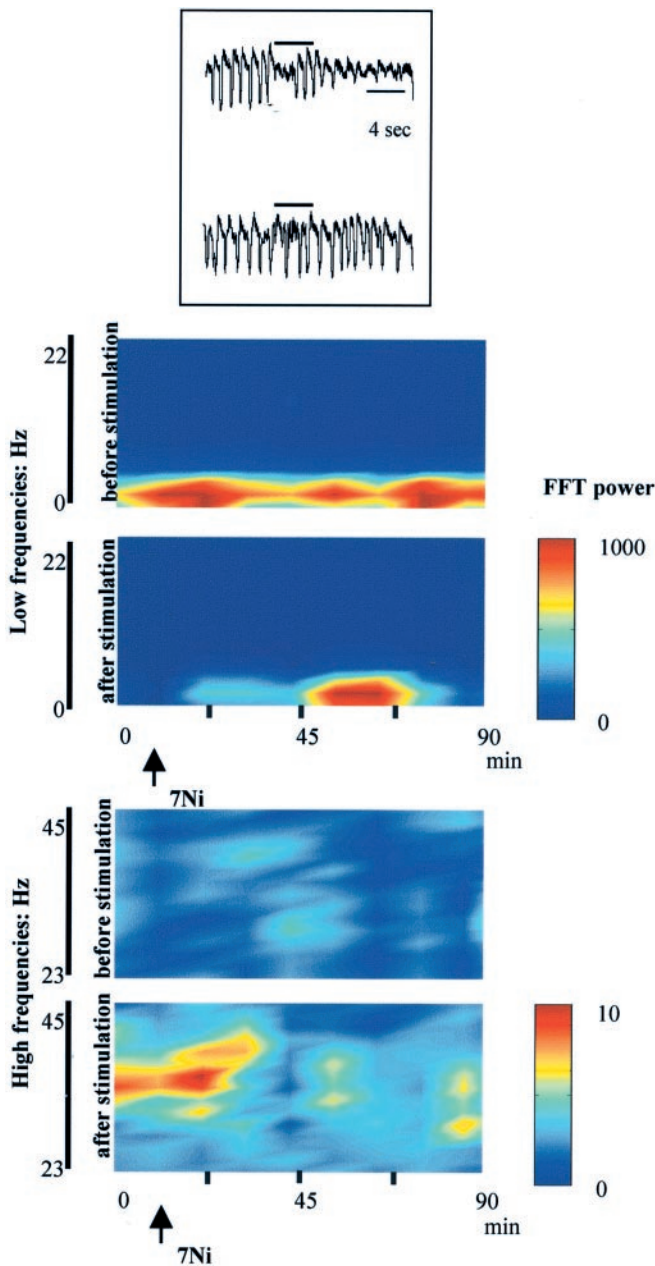 4 sec
Low frequencies: Hz
22
0
before stimulation
22
0
after stimulation
FFT power
1000
0
0
45
90
min
7Ni
High frequencies: Hz
45
23
before stimulation
45
23
after stimulation
10
0
0
45
90
min
7Ni